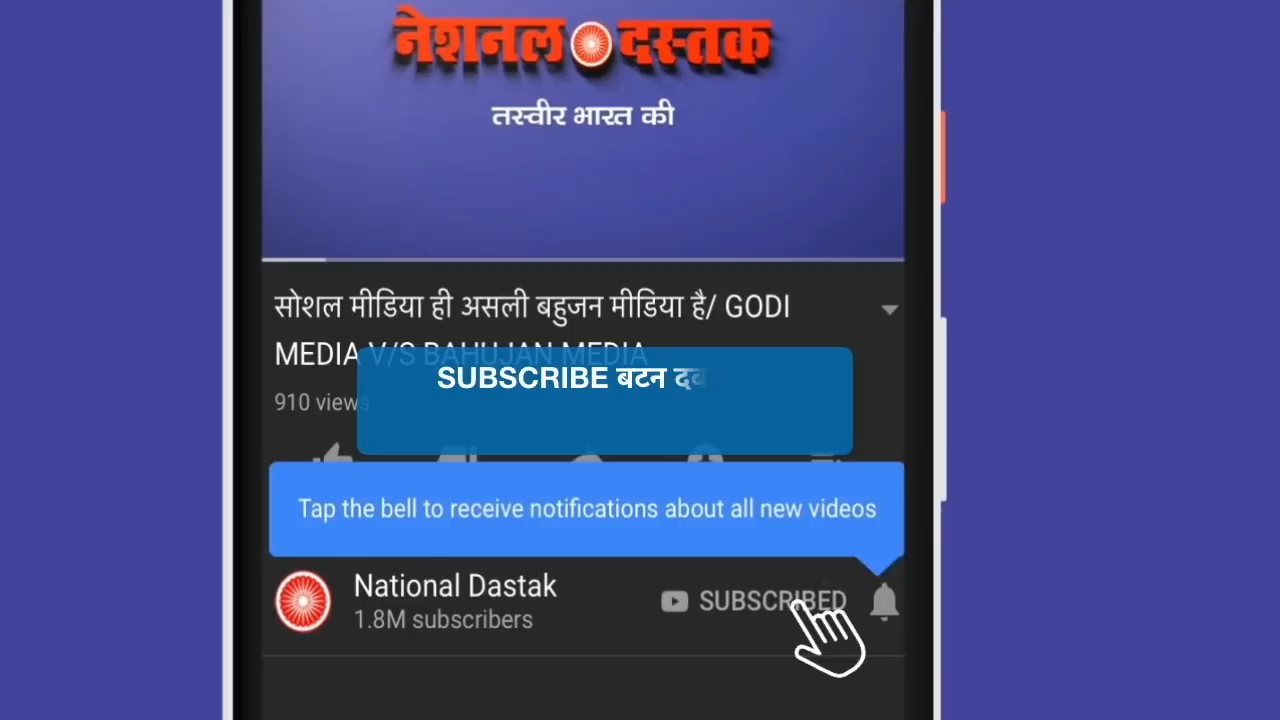 नेशनल दस्तक
तस्वीर भारत की
सोशल मीडिया ही असली बहुजन मीडिया है/ GODI
MEDIA V/S BAHUJAN MEDIA
SUBSCRIBE बटन
910 views
Tap the bell to receive notifications about all new videos
National Dastak
SUBSCRIBED
1.8M subscribers